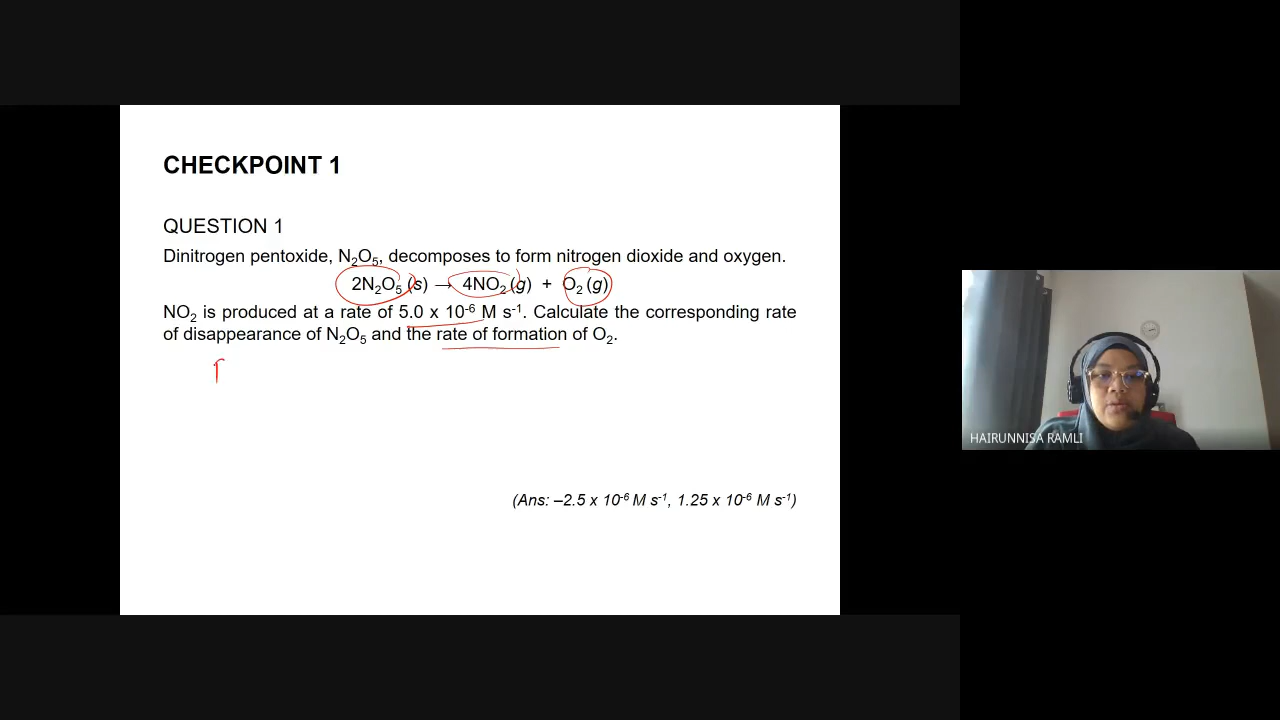 CHECKPOINT 1
QUESTION 1
Dinitrogen pentoxide, N₂O₅, decomposes to form nitrogen dioxide and oxygen.
2N₂O₅ (s) → 4NO₂ (g) + O₂ (g)
NO₂ is produced at a rate of 5.0 x 10⁻⁶ M s⁻¹. Calculate the corresponding rate
of disappearance of N₂O₅ and the rate of formation of O₂.
(Ans: –2.5 x 10⁻⁶ M s⁻¹, 1.25 x 10⁻⁶ M s⁻¹)
HAIRUNNISA RAMLI